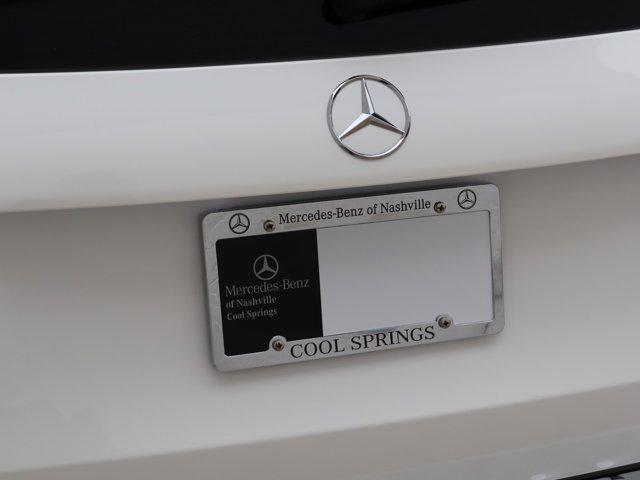 Mercedes-Benz of Nashville
Mercedes-Benz
of Nashville
Cool Springs
COOL SPRINGS